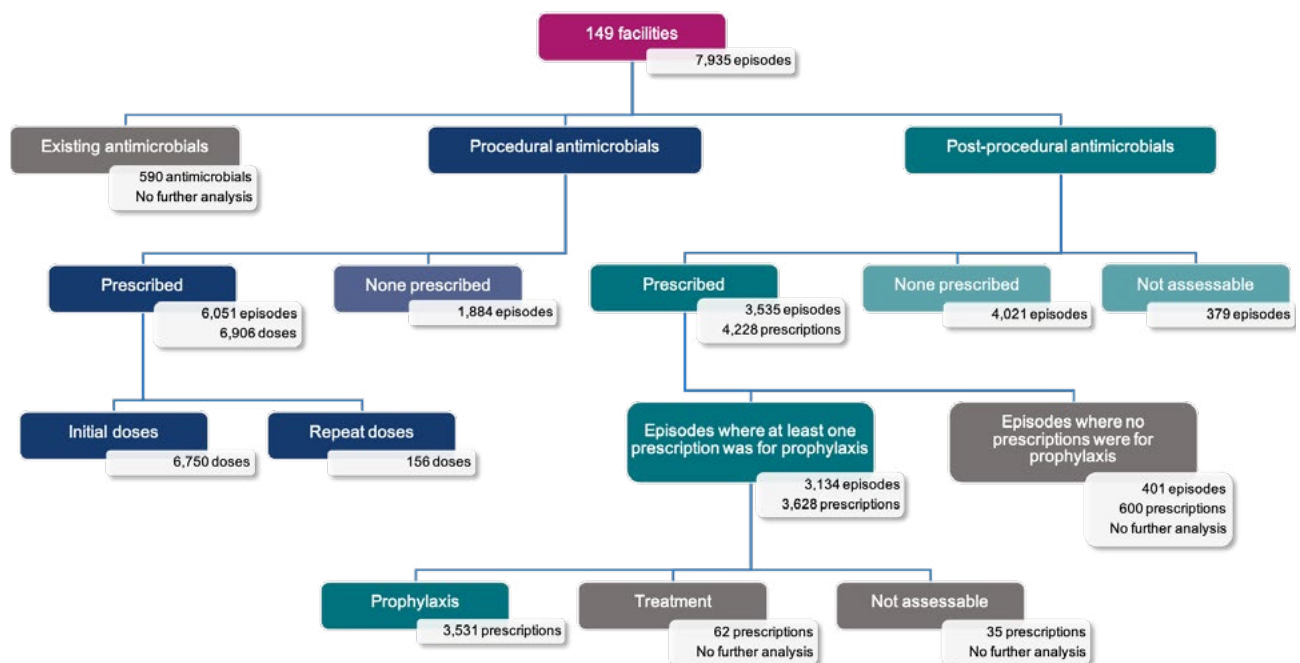 149 facilities
7,935 episodes
Existing antimicrobials
590 antimicrobials
No further analysis
Procedural antimicrobials
Post-procedural antimicrobials
Prescribed
6,051 episodes
6,906 doses
None prescribed
1,884 episodes
Prescribed
3,535 episodes
4,228 prescriptions
None prescribed
4,021 episodes
Not assessable
379 episodes
Initial doses
6,750 doses
Repeat doses
156 doses
Episodes where at least one
prescription was for prophylaxis
3,134 episodes
3,628 prescriptions
Episodes where no
prescriptions were for
prophylaxis
401 episodes
600 prescriptions
No further analysis
Prophylaxis
3,531 prescriptions
Treatment
62 prescriptions
No further analysis
Not assessable
35 prescriptions
No further analysis